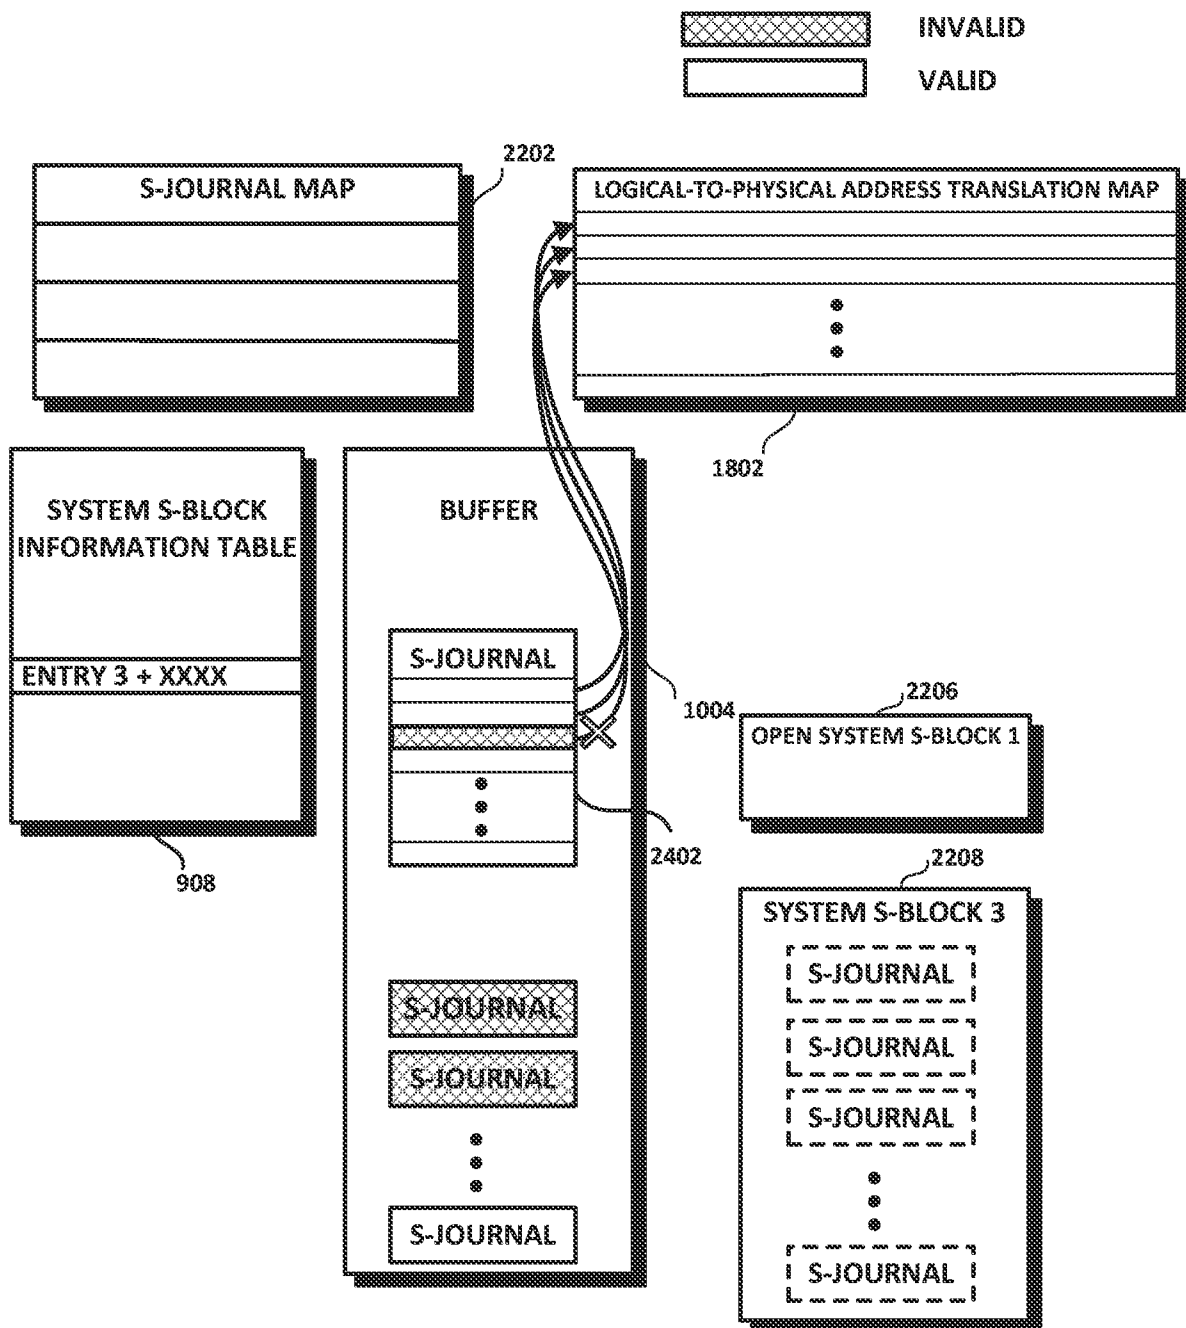 INVALID
VALID
2202
S-JOURNAL MAP
LOGICAL-TO-PHYSICAL ADDRESS TRANSLATION MAP
1802
SYSTEM S-BLOCK
INFORMATION TABLE
ENTRY 3 + XXXX
908
BUFFER
S-JOURNAL
1004
2402
S-JOURNAL
S-JOURNAL
S-JOURNAL
2206
OPEN SYSTEM S-BLOCK 1
2208
SYSTEM S-BLOCK 3
S-JOURNAL
S-JOURNAL
S-JOURNAL
S-JOURNAL